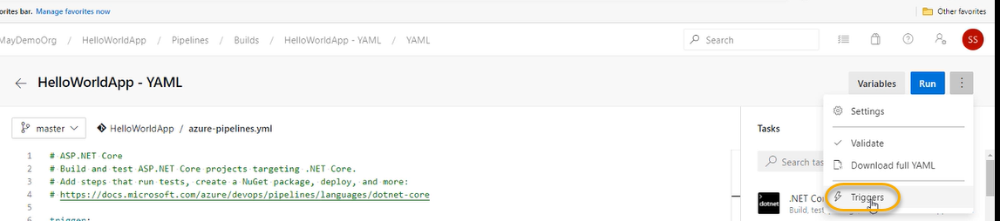 orites bar. Manage favorites now
Other favorites
MayDemoOrg / HelloWorldApp / Pipelines / Builds / HelloWorldApp - YAML / YAML
Search
SS
HelloWorldApp - YAML
Variables
Run
Settings
master
HelloWorldApp / azure-pipelines.yml
Tasks
Validate
1 # ASP.NET Core
Search tas
Download full YAML
2 # Build and test ASP.NET Core projects targeting .NET Core.
3 # Add steps that run tests, create a NuGet package, deploy, and more:
4 # https://docs.microsoft.com/azure/devops/pipelines/languages/dotnet-core
dotnet
.NET Co
Triggers
Build, test
5
6 trigger: